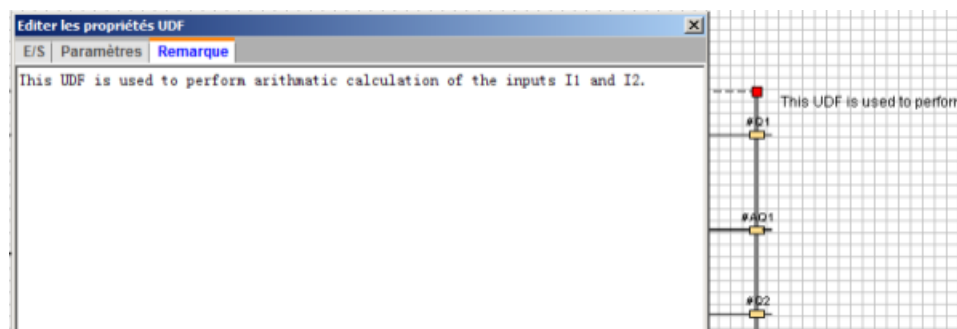 Editer les propriétés UDF
E/S Paramètres Remarque
This UDF is used to perform arithmatic calculation of the inputs I1 and I2.
This UDF is used to perfor
#Q1
#AQ1
#Q2